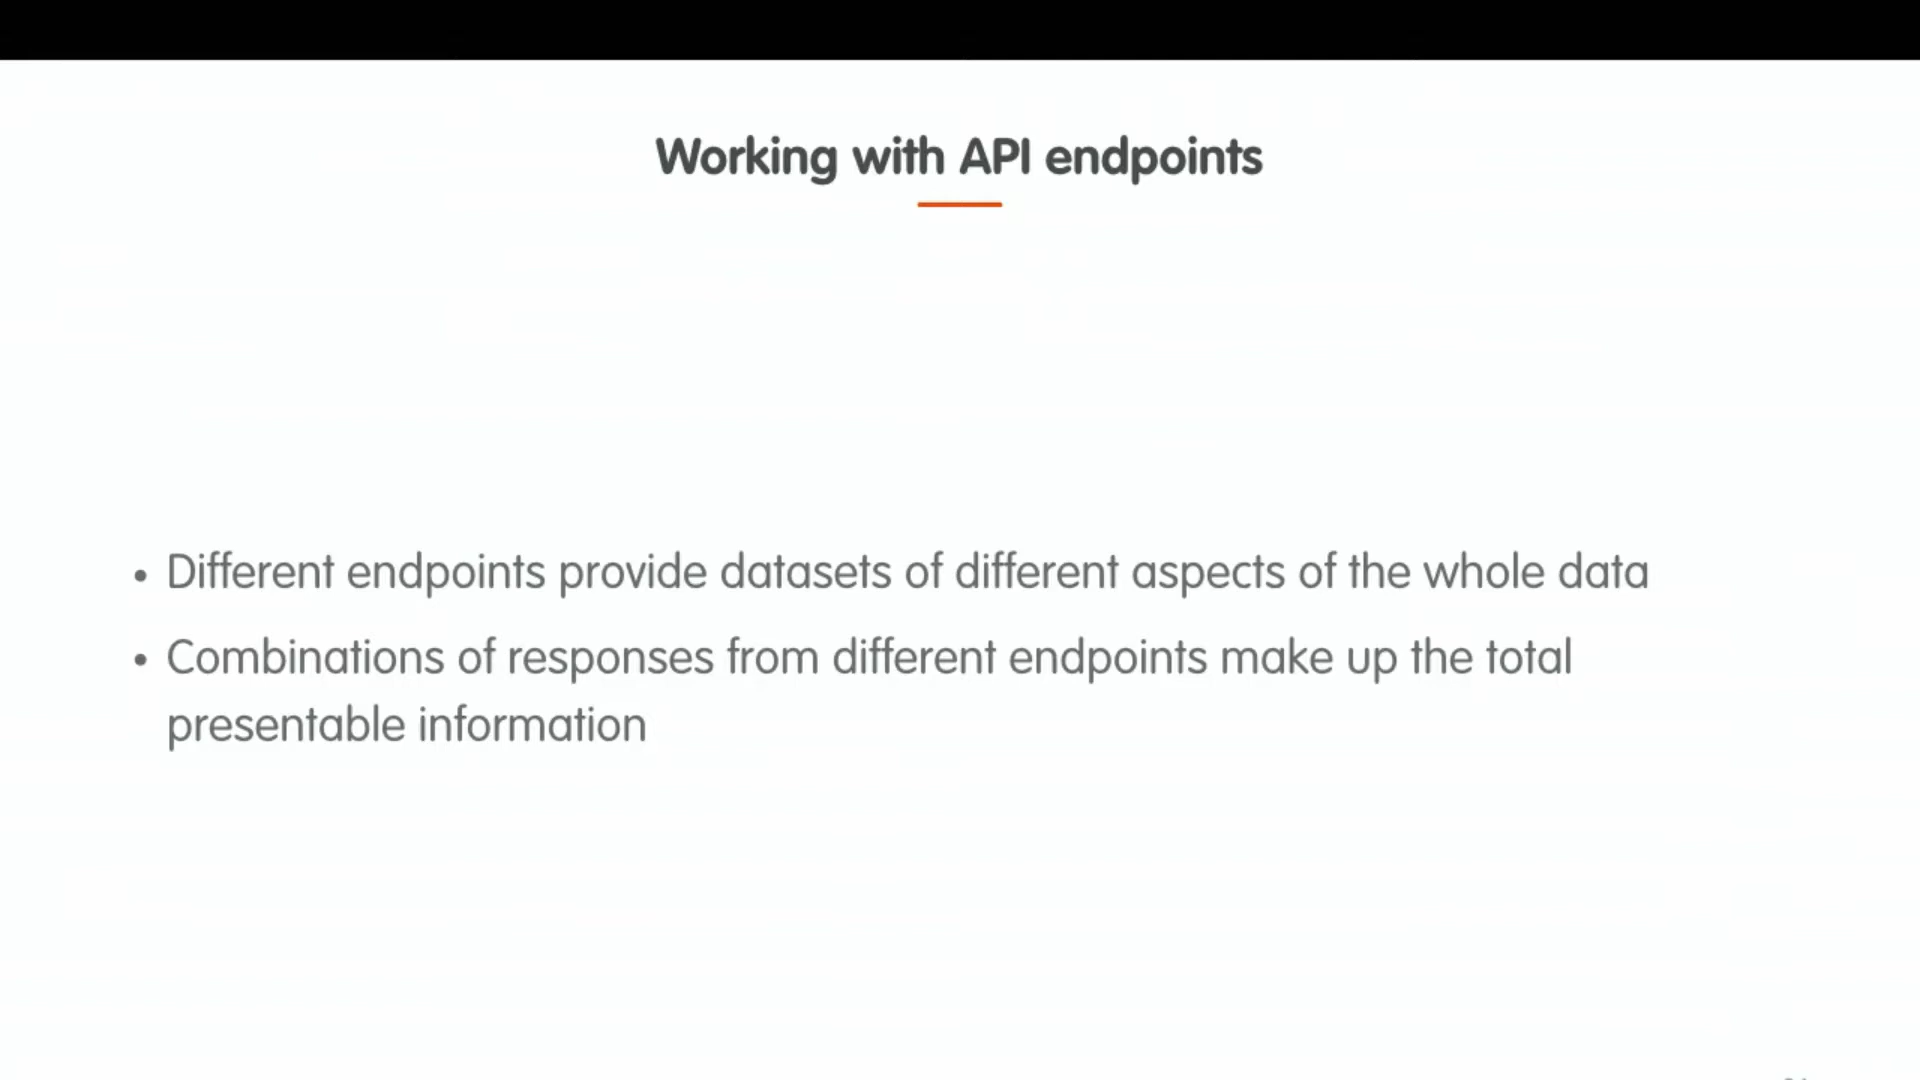 Working with API endpoints
• Different endpoints provide datasets of different aspects of the whole data
• Combinations of responses from different endpoints make up the total
presentable information